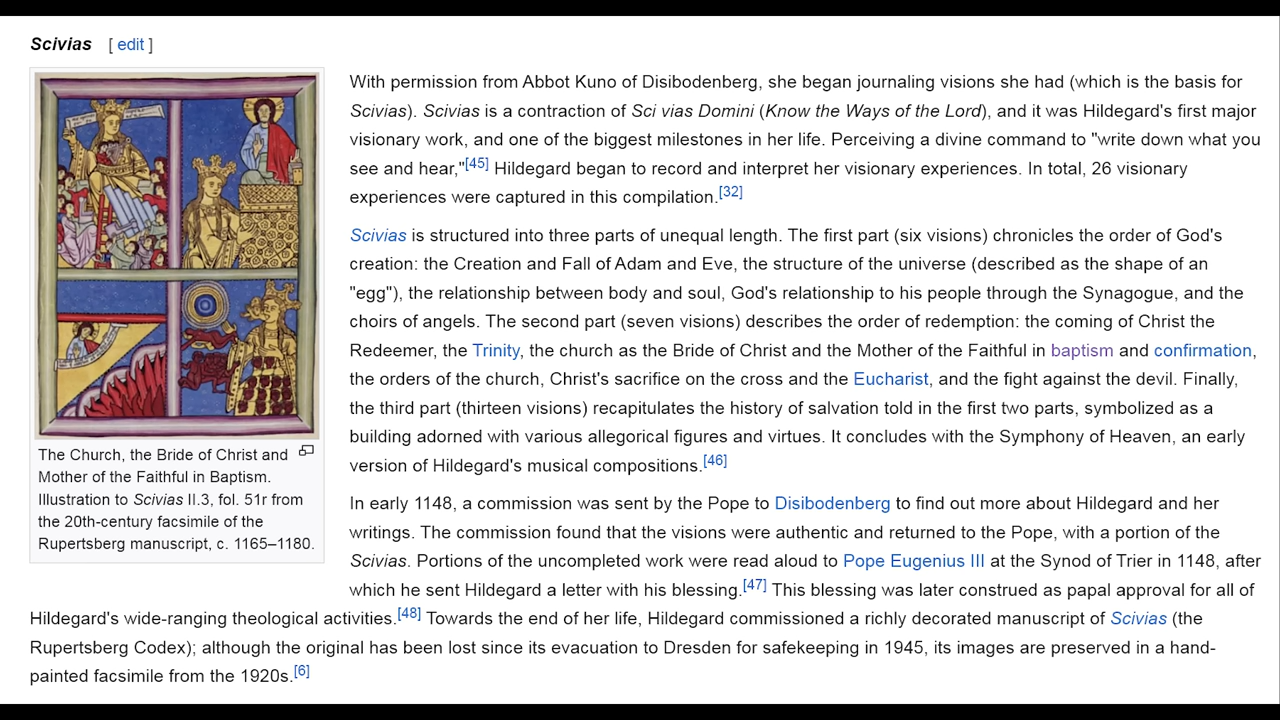 Scivias [ edit ]
With permission from Abbot Kuno of Disibodenberg, she began journaling visions she had (which is the basis for
Scivias). Scivias is a contraction of Sci vias Domini (Know the Ways of the Lord), and it was Hildegard's first major
visionary work, and one of the biggest milestones in her life. Perceiving a divine command to "write down what you
see and hear,"[45] Hildegard began to record and interpret her visionary experiences. In total, 26 visionary
experiences were captured in this compilation.[32]
Scivias is structured into three parts of unequal length. The first part (six visions) chronicles the order of God's
creation: the Creation and Fall of Adam and Eve, the structure of the universe (described as the shape of an
"egg"), the relationship between body and soul, God's relationship to his people through the Synagogue, and the
choirs of angels. The second part (seven visions) describes the order of redemption: the coming of Christ the
Redeemer, the Trinity, the church as the Bride of Christ and the Mother of the Faithful in baptism and confirmation,
the orders of the church, Christ's sacrifice on the cross and the Eucharist, and the fight against the devil. Finally,
the third part (thirteen visions) recapitulates the history of salvation told in the first two parts, symbolized as a
building adorned with various allegorical figures and virtues. It concludes with the Symphony of Heaven, an early
version of Hildegard's musical compositions.[46]
The Church, the Bride of Christ and
Mother of the Faithful in Baptism.
Illustration to Scivias II.3, fol. 51r from
the 20th-century facsimile of the
Rupertsberg manuscript, c. 1165–1180.
In early 1148, a commission was sent by the Pope to Disibodenberg to find out more about Hildegard and her
writings. The commission found that the visions were authentic and returned to the Pope, with a portion of the
Scivias. Portions of the uncompleted work were read aloud to Pope Eugenius III at the Synod of Trier in 1148, after
which he sent Hildegard a letter with his blessing.[47] This blessing was later construed as papal approval for all of
Hildegard's wide-ranging theological activities.[48] Towards the end of her life, Hildegard commissioned a richly decorated manuscript of Scivias (the
Rupertsberg Codex); although the original has been lost since its evacuation to Dresden for safekeeping in 1945, its images are preserved in a hand-
painted facsimile from the 1920s.[6]